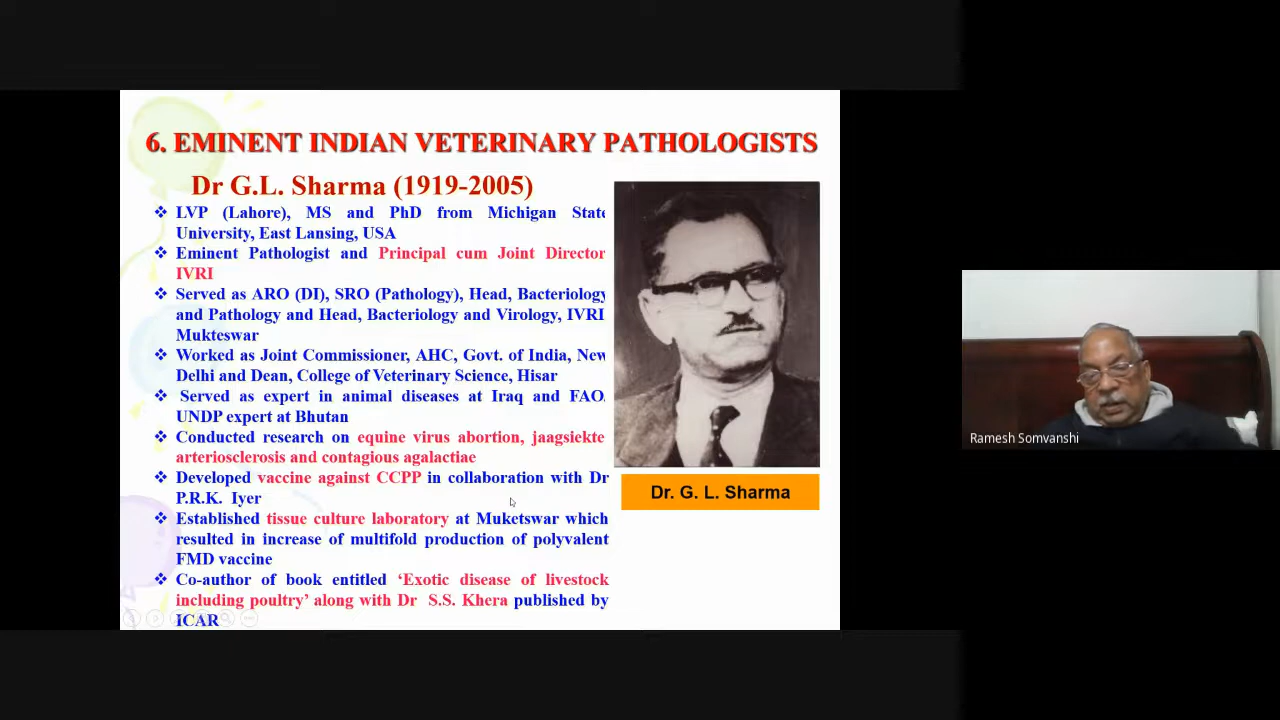 6. EMINENT INDIAN VETERINARY PATHOLOGISTS
Dr G.L. Sharma (1919-2005)
❖ LVP (Lahore), MS and PhD from Michigan State
University, East Lansing, USA
❖ Eminent Pathologist and Principal cum Joint Director
IVRI
❖ Served as ARO (DI), SRO (Pathology), Head, Bacteriology
and Pathology and Head, Bacteriology and Virology, IVRI
Mukteswar
❖ Worked as Joint Commissioner, AHC, Govt. of India, New
Delhi and Dean, College of Veterinary Science, Hisar
❖ Served as expert in animal diseases at Iraq and FAO.
UNDP expert at Bhutan
❖ Conducted research on equine virus abortion, jaagsiekte
arteriosclerosis and contagious agalactiae
❖ Developed vaccine against CCPP in collaboration with Dr
P.R.K. Iyer
❖ Established tissue culture laboratory at Muketswar which
resulted in increase of multifold production of polyvalent
FMD vaccine
❖ Co-author of book entitled ‘Exotic disease of livestock
including poultry’ along with Dr S.S. Khera published by
ICAR
Dr. G. L. Sharma
Ramesh Somvanshi